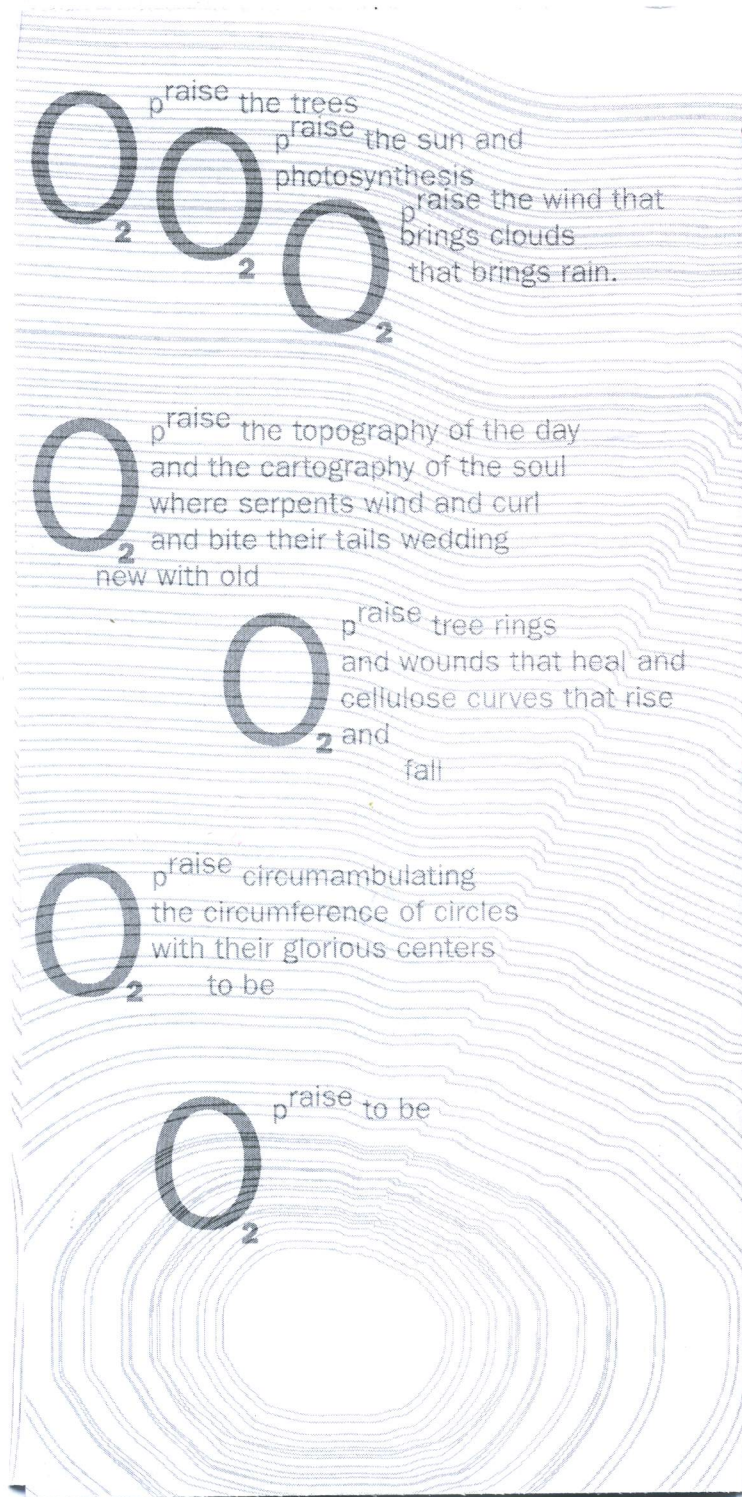 O₂ praise the trees
O₂ praise the sun and
photosynthesis
O₂ praise the wind that
brings clouds
that brings rain.
O₂ praise the topography of the day
and the cartography of the soul
where serpents wind and curl
and bite their tails wedding
new with old
O₂ praise tree rings
and wounds that heal and
cellulose curves that rise
and
fall
O₂ praise circumambulating
the circumference of circles
with their glorious centers
to be
O₂ praise to be